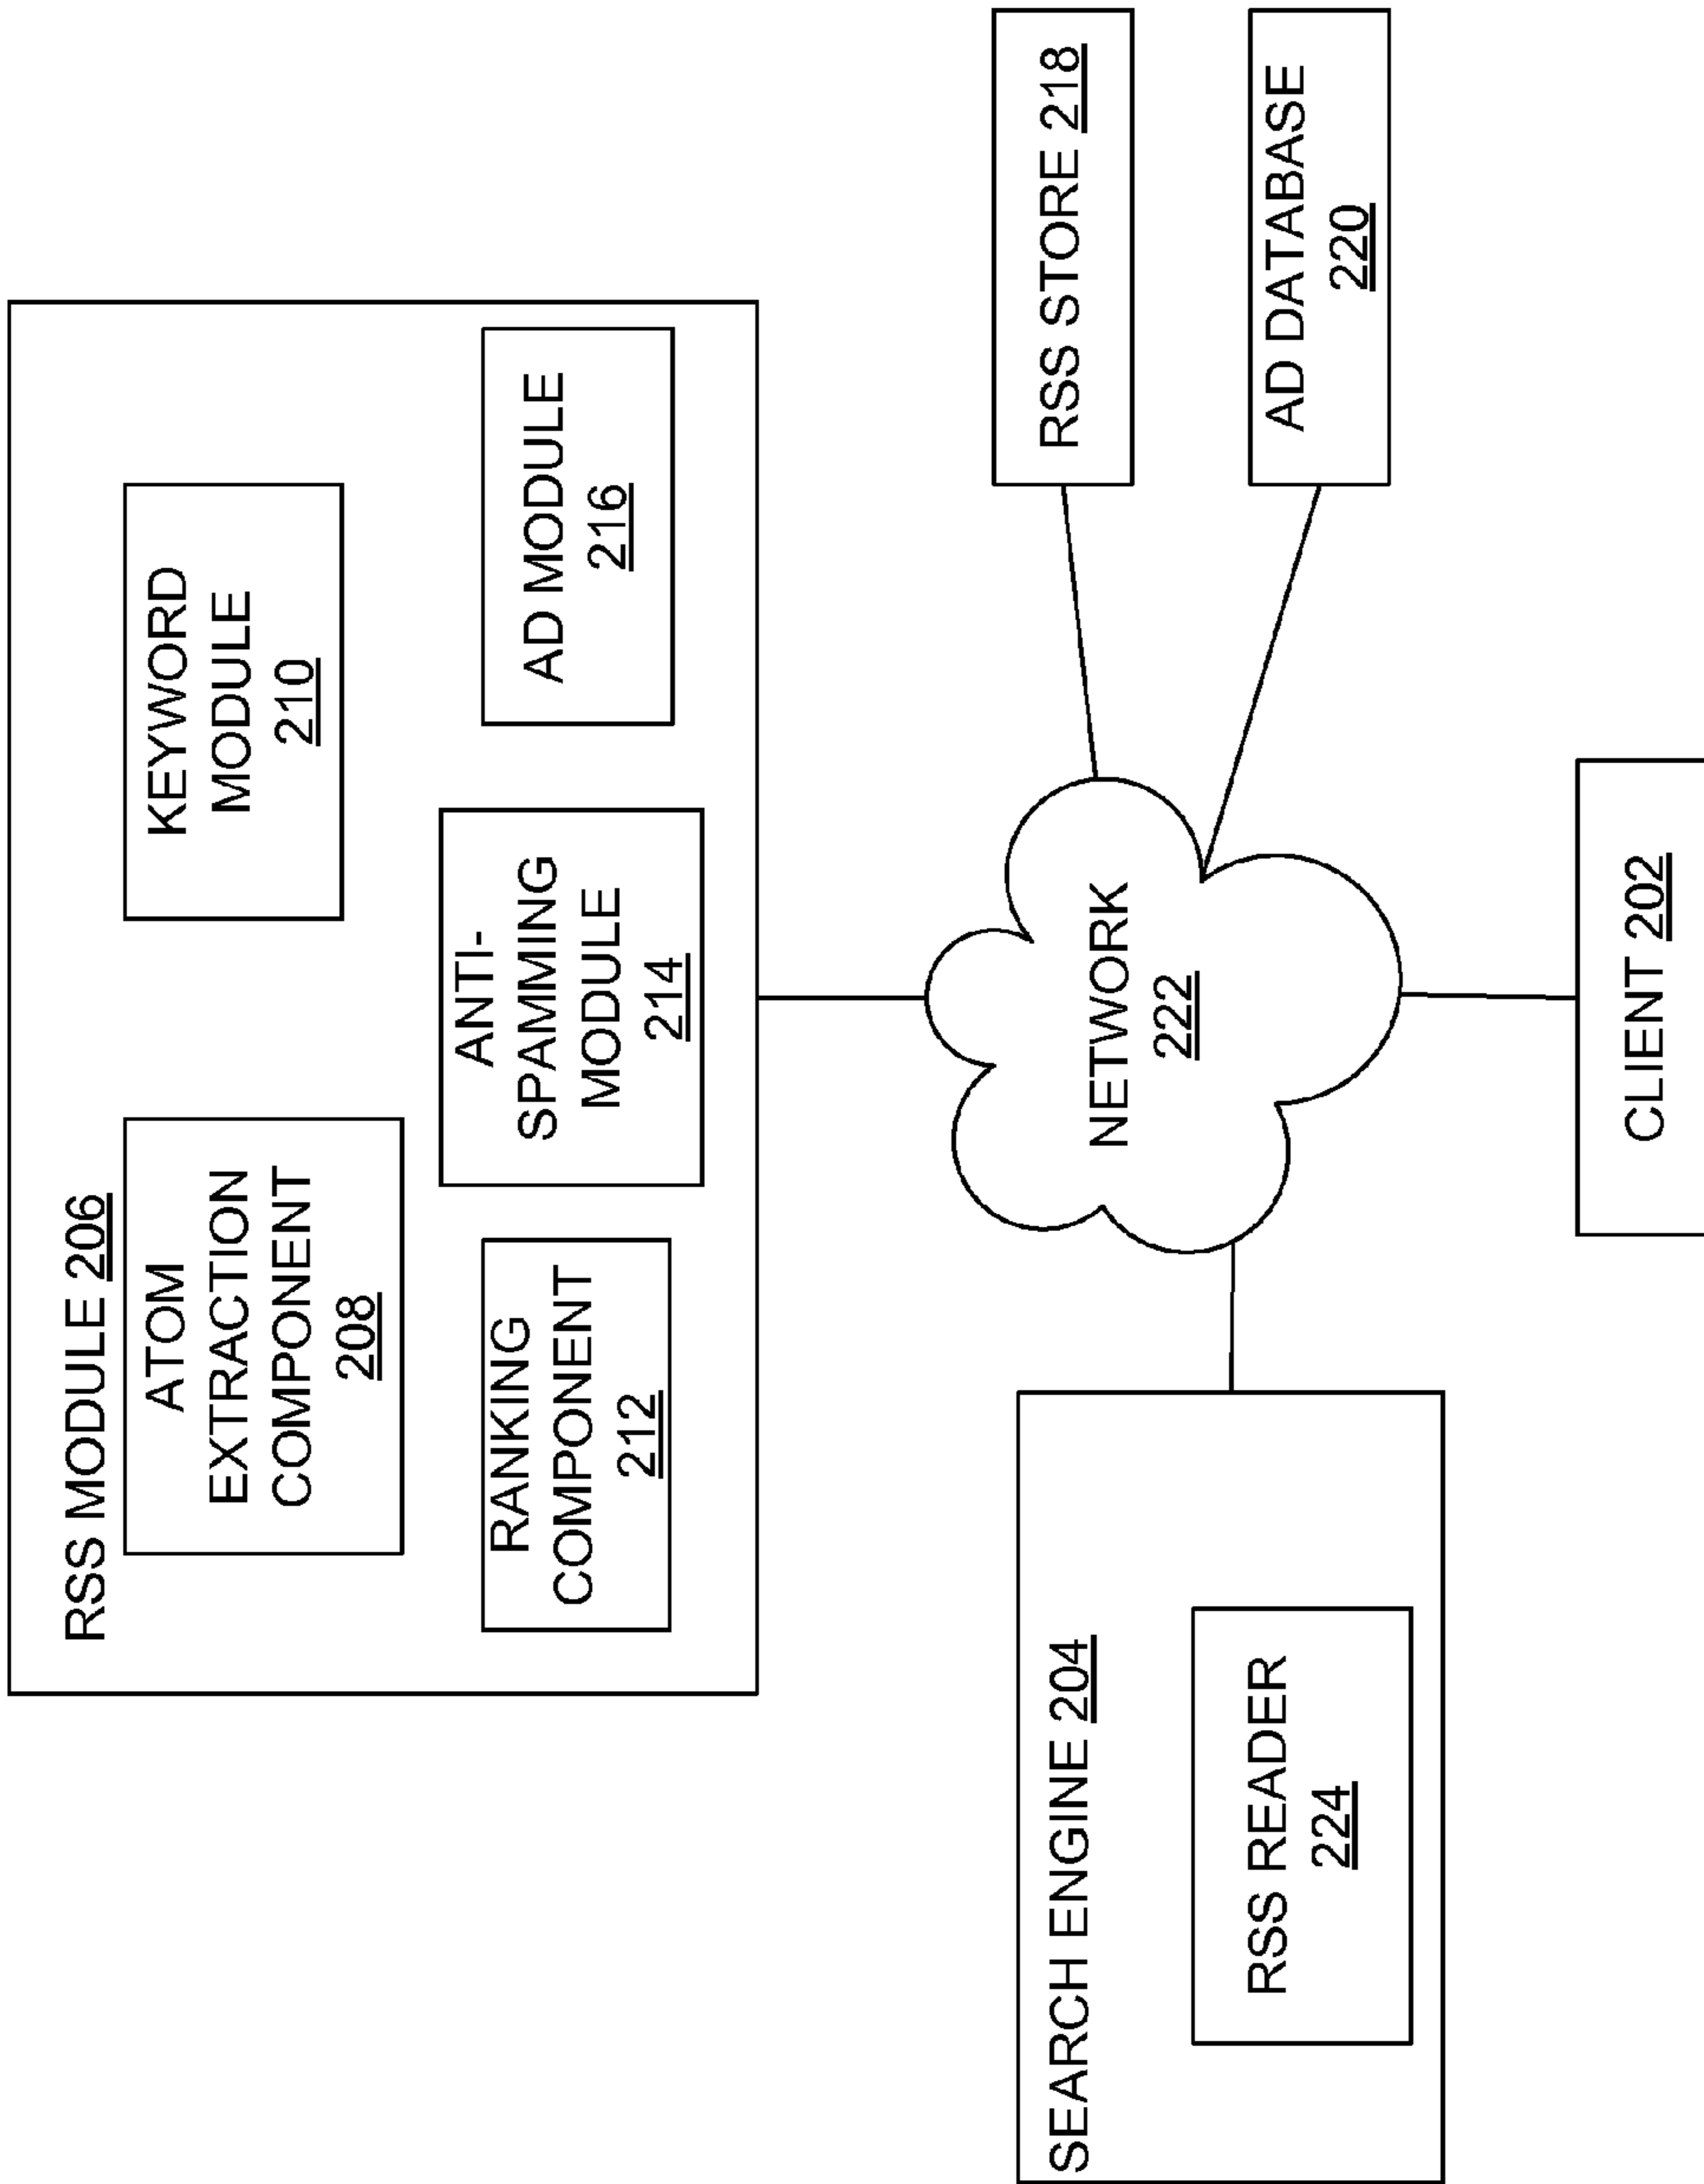 RSS MODULE 206
ATOM
EXTRACTION
COMPONENT
208
KEYWORD
MODULE
210
RANKING
COMPONENT
212
ANTI-
SPAMMING
MODULE
214
AD MODULE
216
SEARCH ENGINE 204
RSS READER
224
NETWORK
222
RSS STORE 218
AD DATABASE
220
CLIENT 202